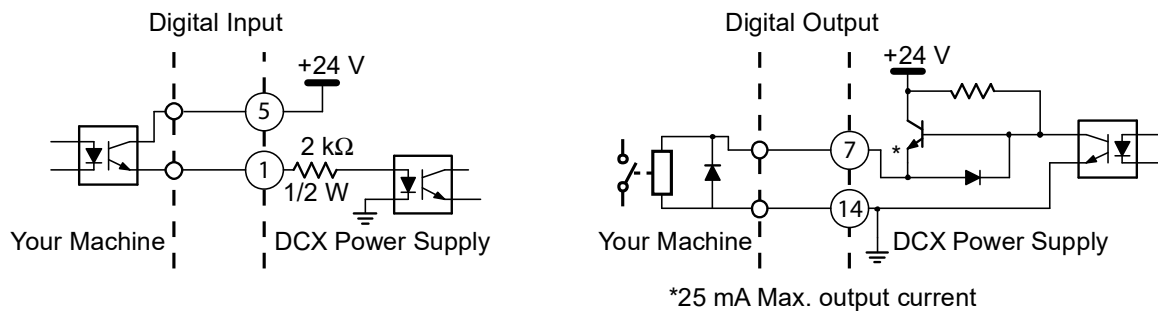 Digital Input
+24 V
5
2 kΩ
1
1/2 W
Your Machine
DCX Power Supply
Digital Output
+24 V
*
7
14
Your Machine
DCX Power Supply
*25 mA Max. output current